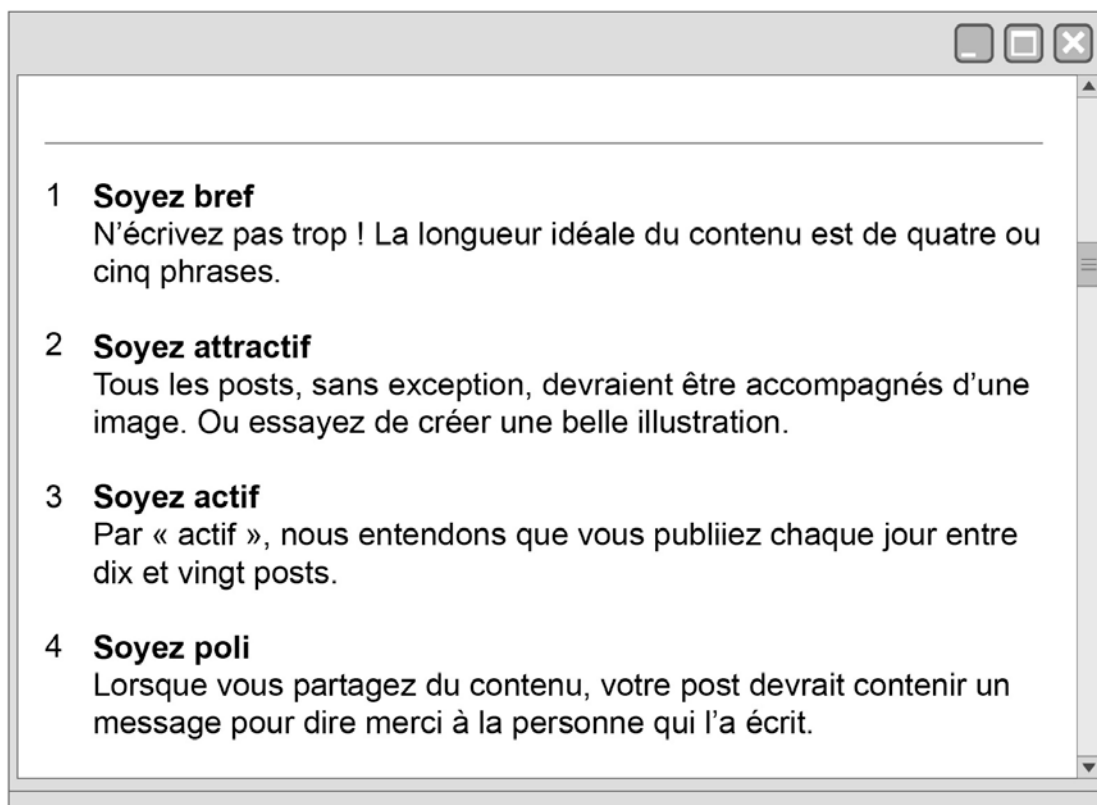 1 Soyez bref
N’écrivez pas trop ! La longueur idéale du contenu est de quatre ou
cinq phrases.
2 Soyez attractif
Tous les posts, sans exception, devraient être accompagnés d’une
image. Ou essayez de créer une belle illustration.
3 Soyez actif
Par « actif », nous entendons que vous publiiez chaque jour entre
dix et vingt posts.
4 Soyez poli
Lorsque vous partagez du contenu, votre post devrait contenir un
message pour dire merci à la personne qui l’a écrit.